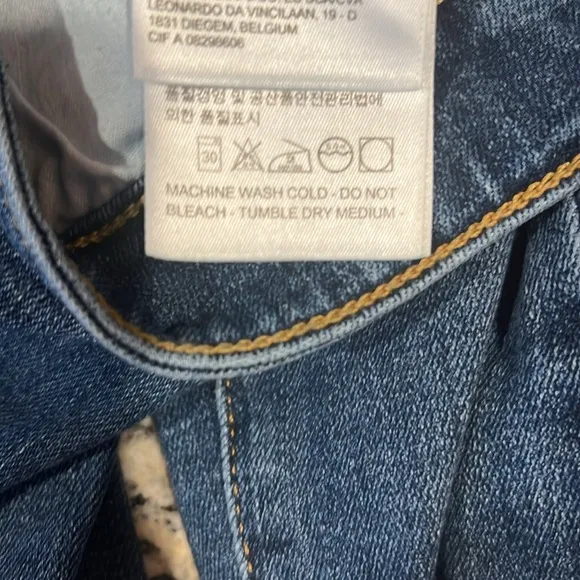 LEONARDO DA VINCILAAN, 19 - D
1831 DIEGEM, BELGIUM
CIF A 08298606
품질경영 및 공산품안전관리법에
의한 품질표시
30
MACHINE WASH COLD - DO NOT
BLEACH - TUMBLE DRY MEDIUM -